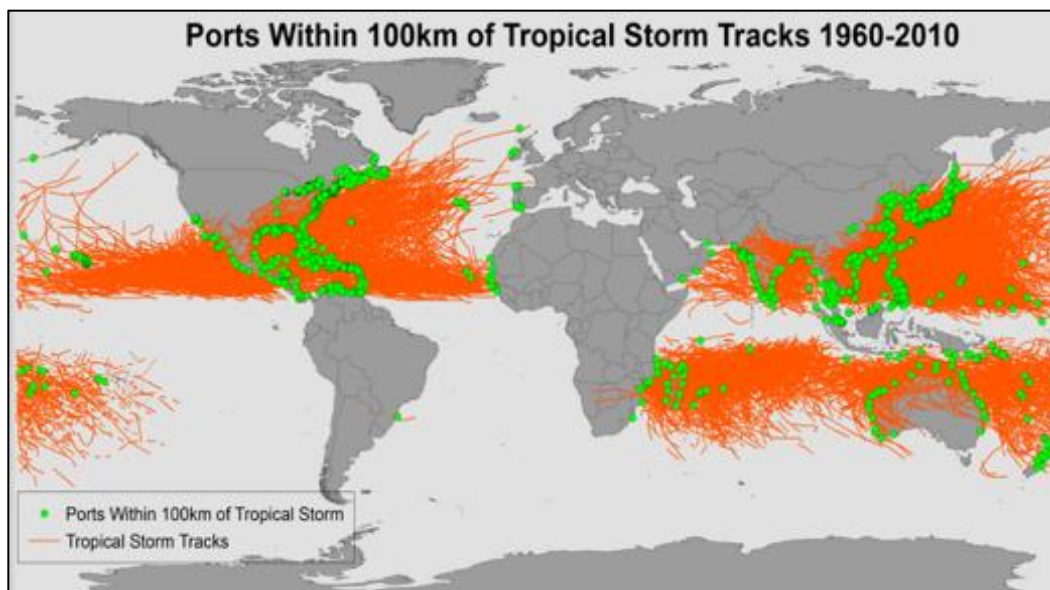 Ports Within 100km of Tropical Storm Tracks 1960-2010
Ports Within 100km of Tropical Storm
Tropical Storm Tracks